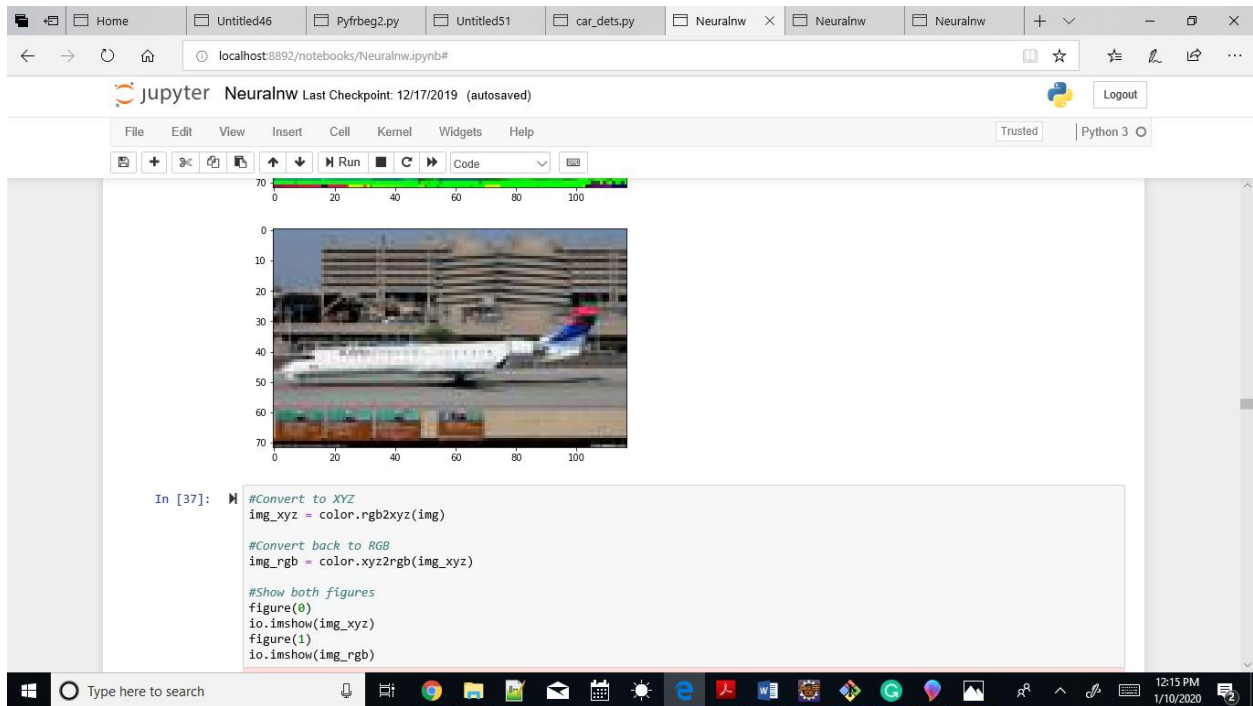 Home Untitled46 Pyfrbeg2.py Untitled51 car_dets.py Neuralnw Neuralnw Neuralnw
localhost:8892/notebooks/Neuralnw.ipynb#
jupyter Neuralnw Last Checkpoint: 12/17/2019 (autosaved)
Logout
File Edit View Insert Cell Kernel Widgets Help
Trusted Python 3
Run Code
70
0 20 40 60 80 100
0
10
20
30
40
50
60
70
0 20 40 60 80 100
In [37]:
#Convert to XYZ
img_xyz = color.rgb2xyz(img)
#Convert back to RGB
img_rgb = color.xyz2rgb(img_xyz)
#Show both figures
figure(0)
io.imshow(img_xyz)
figure(1)
io.imshow(img_rgb)
Type here to search
12:15 PM
1/10/2020
2